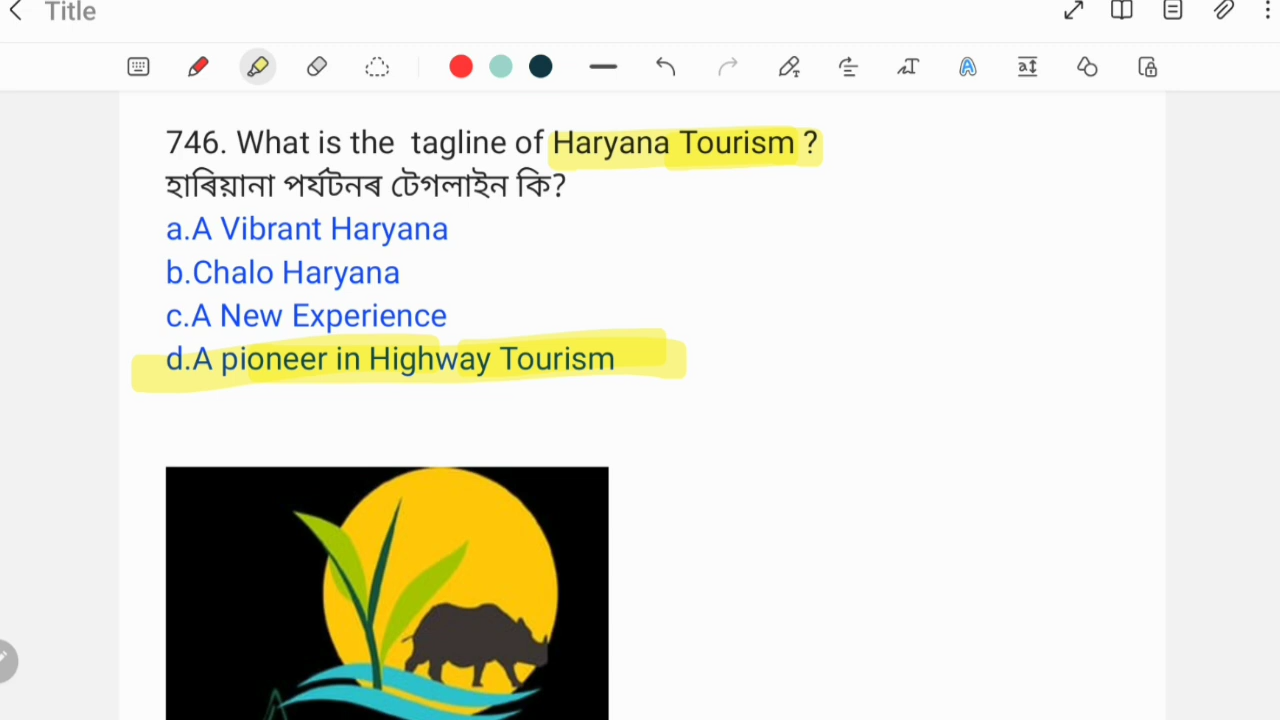 Title
746. What is the tagline of Haryana Tourism ?
হাৰিয়ানা পৰ্যটনৰ টেগলাইন কি?
a.A Vibrant Haryana
b.Chalo Haryana
c.A New Experience
d.A pioneer in Highway Tourism